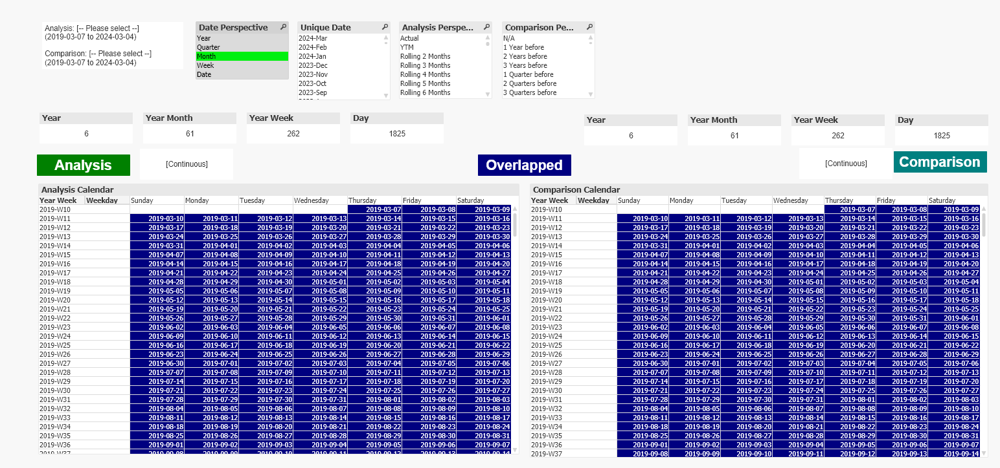 Analysis: [-- Please select --]
(2019-03-07 to 2024-03-04)
Comparison: [-- Please select --]
(2019-03-07 to 2024-03-04)
Date Perspective
Year
Quarter
Month
Week
Date
Unique Date
2024-Mar
2024-Feb
2024-Jan
2023-Dec
2023-Nov
2023-Oct
2023-Sep
Analysis Perspe...
Actual
YTM
Rolling 2 Months
Rolling 3 Months
Rolling 4 Months
Rolling 5 Months
Rolling 6 Months
Comparison Pe...
N/A
1 Year before
2 Years before
3 Years before
1 Quarter before
2 Quarters before
3 Quarters before
Year Year Month Year Week Day
6 61 262 1825
Year Year Month Year Week Day
6 61 262 1825
Analysis [Continuous] Overlapped [Continuous] Comparison
Analysis Calendar
Year Week Weekday Sunday Monday Tuesday Wednesday Thursday Friday Saturday
2019-W10 2019-03-07 2019-03-08 2019-03-09
2019-W11 2019-03-10 2019-03-11 2019-03-12 2019-03-13 2019-03-14 2019-03-15 2019-03-16
2019-W12 2019-03-17 2019-03-18 2019-03-19 2019-03-20 2019-03-21 2019-03-22 2019-03-23
2019-W13 2019-03-24 2019-03-25 2019-03-26 2019-03-27 2019-03-28 2019-03-29 2019-03-30
2019-W14 2019-03-31 2019-04-01 2019-04-02 2019-04-03 2019-04-04 2019-04-05 2019-04-06
2019-W15 2019-04-07 2019-04-08 2019-04-09 2019-04-10 2019-04-11 2019-04-12 2019-04-13
2019-W16 2019-04-14 2019-04-15 2019-04-16 2019-04-17 2019-04-18 2019-04-19 2019-04-20
2019-W17 2019-04-21 2019-04-22 2019-04-23 2019-04-24 2019-04-25 2019-04-26 2019-04-27
2019-W18 2019-04-28 2019-04-29 2019-04-30 2019-05-01 2019-05-02 2019-05-03 2019-05-04
2019-W19 2019-05-05 2019-05-06 2019-05-07 2019-05-08 2019-05-09 2019-05-10 2019-05-11
2019-W20 2019-05-12 2019-05-13 2019-05-14 2019-05-15 2019-05-16 2019-05-17 2019-05-18
2019-W21 2019-05-19 2019-05-20 2019-05-21 2019-05-22 2019-05-23 2019-05-24 2019-05-25
2019-W22 2019-05-26 2019-05-27 2019-05-28 2019-05-29 2019-05-30 2019-05-31 2019-06-01
2019-W23 2019-06-02 2019-06-03 2019-06-04 2019-06-05 2019-06-06 2019-06-07 2019-06-08
2019-W24 2019-06-09 2019-06-10 2019-06-11 2019-06-12 2019-06-13 2019-06-14 2019-06-15
2019-W25 2019-06-16 2019-06-17 2019-06-18 2019-06-19 2019-06-20 2019-06-21 2019-06-22
2019-W26 2019-06-23 2019-06-24 2019-06-25 2019-06-26 2019-06-27 2019-06-28 2019-06-29
2019-W27 2019-06-30 2019-07-01 2019-07-02 2019-07-03 2019-07-04 2019-07-05 2019-07-06
2019-W28 2019-07-07 2019-07-08 2019-07-09 2019-07-10 2019-07-11 2019-07-12 2019-07-13
2019-W29 2019-07-14 2019-07-15 2019-07-16 2019-07-17 2019-07-18 2019-07-19 2019-07-20
2019-W30 2019-07-21 2019-07-22 2019-07-23 2019-07-24 2019-07-25 2019-07-26 2019-07-27
2019-W31 2019-07-28 2019-07-29 2019-07-30 2019-07-31 2019-08-01 2019-08-02 2019-08-03
2019-W32 2019-08-04 2019-08-05 2019-08-06 2019-08-07 2019-08-08 2019-08-09 2019-08-10
2019-W33 2019-08-11 2019-08-12 2019-08-13 2019-08-14 2019-08-15 2019-08-16 2019-08-17
2019-W34 2019-08-18 2019-08-19 2019-08-20 2019-08-21 2019-08-22 2019-08-23 2019-08-24
2019-W35 2019-08-25 2019-08-26 2019-08-27 2019-08-28 2019-08-29 2019-08-30 2019-08-31
2019-W36 2019-09-01 2019-09-02 2019-09-03 2019-09-04 2019-09-05 2019-09-06 2019-09-07
Comparison Calendar
Year Week Weekday Sunday Monday Tuesday Wednesday Thursday Friday Saturday
2019-W10 2019-03-07 2019-03-08 2019-03-09
2019-W11 2019-03-10 2019-03-11 2019-03-12 2019-03-13 2019-03-14 2019-03-15 2019-03-16
2019-W12 2019-03-17 2019-03-18 2019-03-19 2019-03-20 2019-03-21 2019-03-22 2019-03-23
2019-W13 2019-03-24 2019-03-25 2019-03-26 2019-03-27 2019-03-28 2019-03-29 2019-03-30
2019-W14 2019-03-31 2019-04-01 2019-04-02 2019-04-03 2019-04-04 2019-04-05 2019-04-06
2019-W15 2019-04-07 2019-04-08 2019-04-09 2019-04-10 2019-04-11 2019-04-12 2019-04-13
2019-W16 2019-04-14 2019-04-15 2019-04-16 2019-04-17 2019-04-18 2019-04-19 2019-04-20
2019-W17 2019-04-21 2019-04-22 2019-04-23 2019-04-24 2019-04-25 2019-04-26 2019-04-27
2019-W18 2019-04-28 2019-04-29 2019-04-30 2019-05-01 2019-05-02 2019-05-03 2019-05-04
2019-W19 2019-05-05 2019-05-06 2019-05-07 2019-05-08 2019-05-09 2019-05-10 2019-05-11
2019-W20 2019-05-12 2019-05-13 2019-05-14 2019-05-15 2019-05-16 2019-05-17 2019-05-18
2019-W21 2019-05-19 2019-05-20 2019-05-21 2019-05-22 2019-05-23 2019-05-24 2019-05-25
2019-W22 2019-05-26 2019-05-27 2019-05-28 2019-05-29 2019-05-30 2019-05-31 2019-06-01
2019-W23 2019-06-02 2019-06-03 2019-06-04 2019-06-05 2019-06-06 2019-06-07 2019-06-08
2019-W24 2019-06-09 2019-06-10 2019-06-11 2019-06-12 2019-06-13 2019-06-14 2019-06-15
2019-W25 2019-06-16 2019-06-17 2019-06-18 2019-06-19 2019-06-20 2019-06-21 2019-06-22
2019-W26 2019-06-23 2019-06-24 2019-06-25 2019-06-26 2019-06-27 2019-06-28 2019-06-29
2019-W27 2019-06-30 2019-07-01 2019-07-02 2019-07-03 2019-07-04 2019-07-05 2019-07-06
2019-W28 2019-07-07 2019-07-08 2019-07-09 2019-07-10 2019-07-11 2019-07-12 2019-07-13
2019-W29 2019-07-14 2019-07-15 2019-07-16 2019-07-17 2019-07-18 2019-07-19 2019-07-20
2019-W30 2019-07-21 2019-07-22 2019-07-23 2019-07-24 2019-07-25 2019-07-26 2019-07-27
2019-W31 2019-07-28 2019-07-29 2019-07-30 2019-07-31 2019-08-01 2019-08-02 2019-08-03
2019-W32 2019-08-04 2019-08-05 2019-08-06 2019-08-07 2019-08-08 2019-08-09 2019-08-10
2019-W33 2019-08-11 2019-08-12 2019-08-13 2019-08-14 2019-08-15 2019-08-16 2019-08-17
2019-W34 2019-08-18 2019-08-19 2019-08-20 2019-08-21 2019-08-22 2019-08-23 2019-08-24
2019-W35 2019-08-25 2019-08-26 2019-08-27 2019-08-28 2019-08-29 2019-08-30 2019-08-31
2019-W36 2019-09-01 2019-09-02 2019-09-03 2019-09-04 2019-09-05 2019-09-06 2019-09-07
2019-W37 2019-09-08 2019-09-09 2019-09-10 2019-09-11 2019-09-12 2019-09-13 2019-09-14